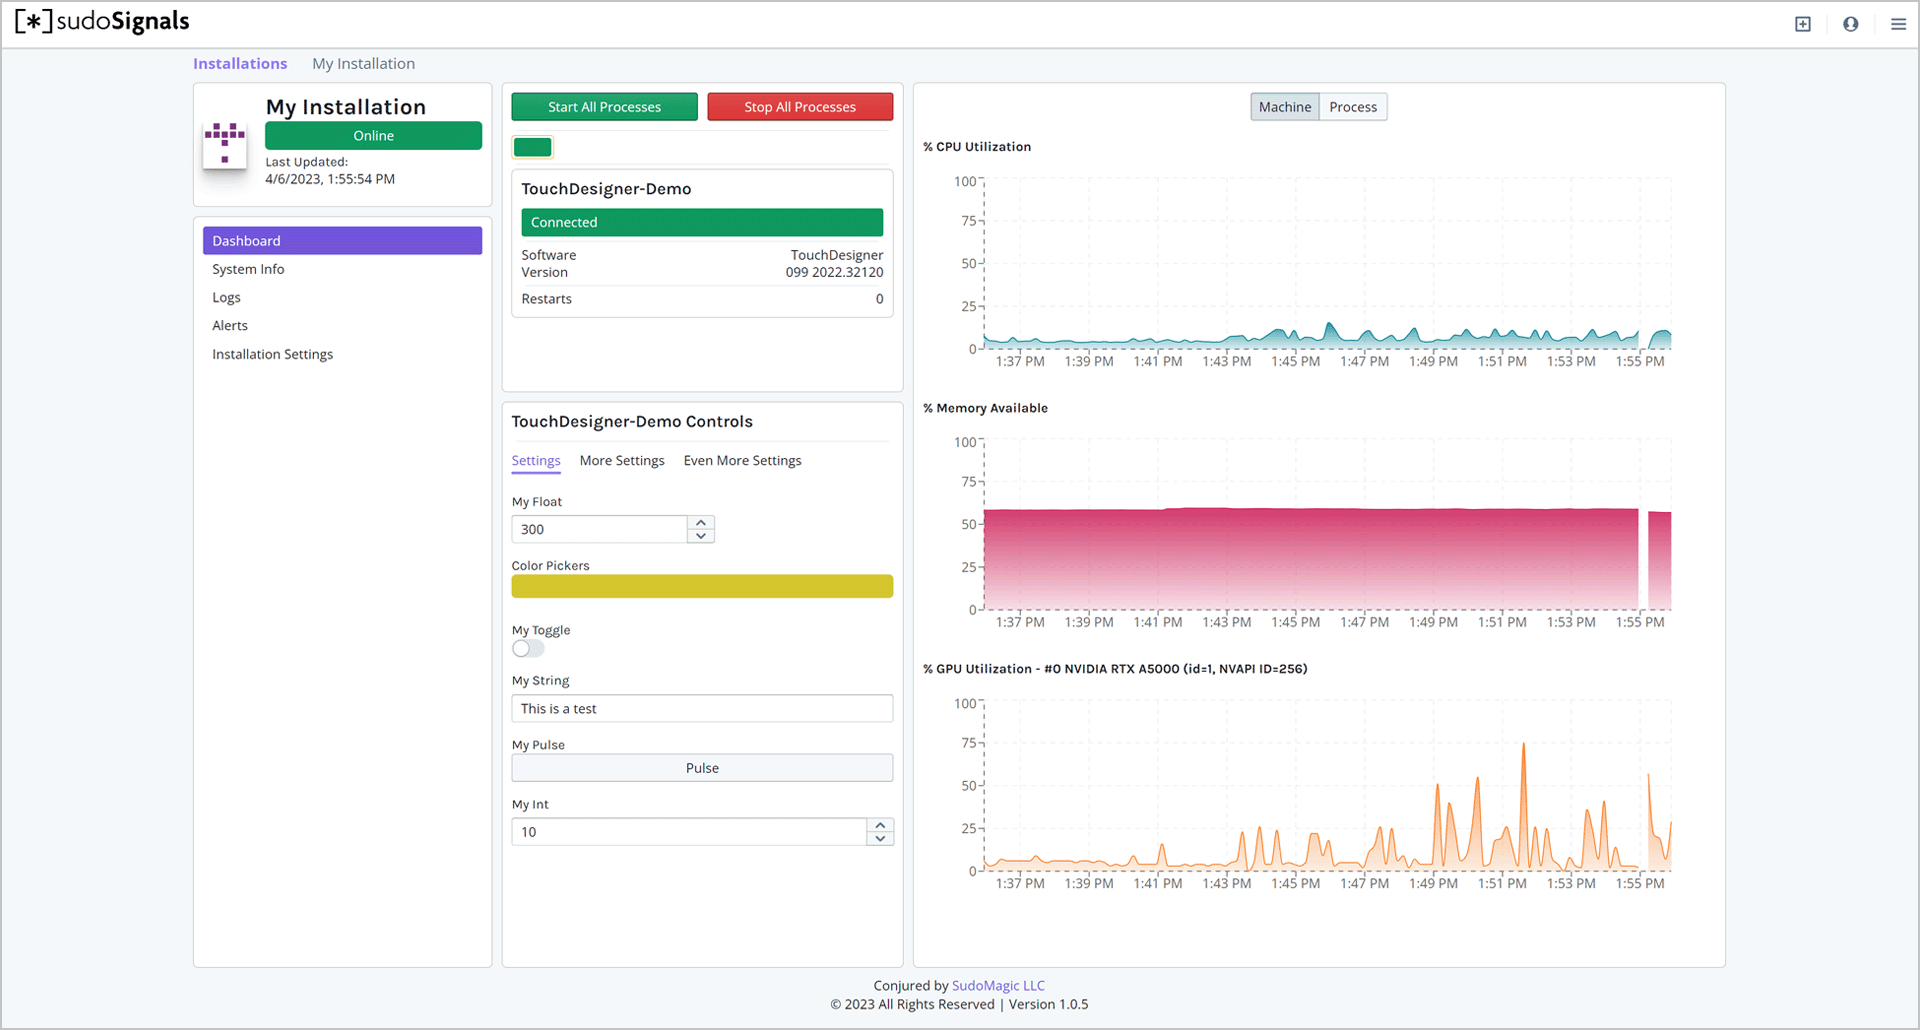 [*]sudoSignals
Installations My Installation
My Installation
Online
Last Updated:
4/6/2023, 1:55:54 PM
Dashboard
System Info
Logs
Alerts
Installation Settings
Start All Processes Stop All Processes
TouchDesigner-Demo
Connected
Software TouchDesigner
Version 099 2022.32120
Restarts 0
TouchDesigner-Demo Controls
Settings More Settings Even More Settings
My Float
300
Color Pickers
My Toggle
My String
This is a test
My Pulse
Pulse
My Int
10
Machine Process
% CPU Utilization
100
75
50
25
0
1:37 PM 1:39 PM 1:41 PM 1:43 PM 1:45 PM 1:47 PM 1:49 PM 1:51 PM 1:53 PM 1:55 PM
% Memory Available
100
75
50
25
0
1:37 PM 1:39 PM 1:41 PM 1:43 PM 1:45 PM 1:47 PM 1:49 PM 1:51 PM 1:53 PM 1:55 PM
% GPU Utilization - #0 NVIDIA RTX A5000 (id=1, NVAPI ID=256)
100
75
50
25
0
1:37 PM 1:39 PM 1:41 PM 1:43 PM 1:45 PM 1:47 PM 1:49 PM 1:51 PM 1:53 PM 1:55 PM
Conjured by SudoMagic LLC
© 2023 All Rights Reserved | Version 1.0.5